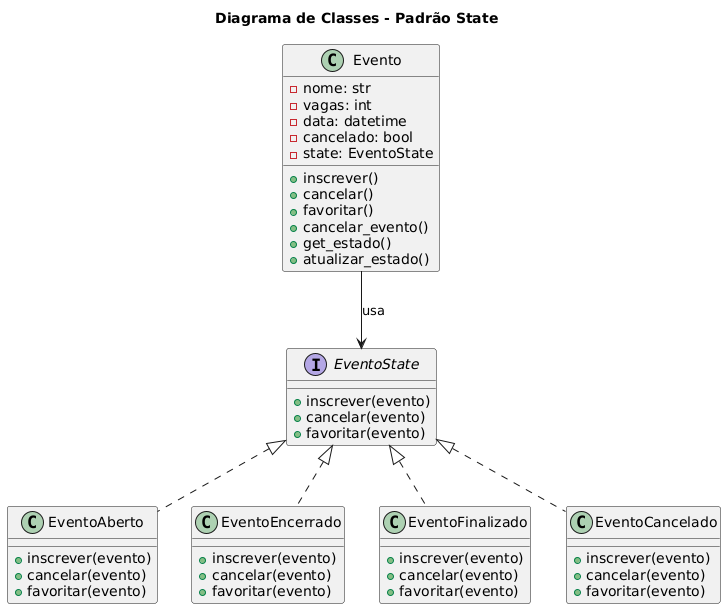 Diagrama de Classes - Padrão State
C Evento
nome: str
vagas: int
data: datetime
cancelado: bool
state: EventoState
inscrever()
cancelar()
favoritar()
cancelar_evento()
get_estado()
atualizar_estado()
usa
I EventoState
inscrever(evento)
cancelar(evento)
favoritar(evento)
C EventoAberto
inscrever(evento)
cancelar(evento)
favoritar(evento)
C EventoEncerrado
inscrever(evento)
cancelar(evento)
favoritar(evento)
C EventoFinalizado
inscrever(evento)
cancelar(evento)
favoritar(evento)
C EventoCancelado
inscrever(evento)
cancelar(evento)
favoritar(evento)